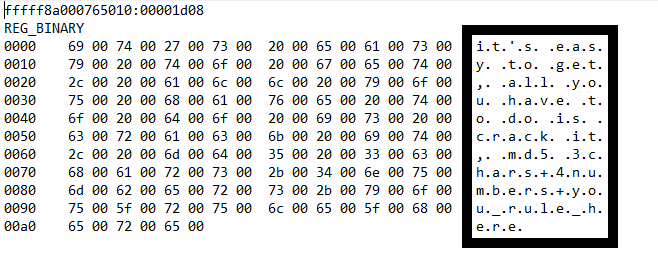 fffff8a000765010:00001d08
REG_BINARY
0000 69 00 74 00 27 00 73 00 20 00 65 00 61 00 73 00 i.t.'.s. .e.a.s.
0010 79 00 20 00 74 00 6f 00 20 00 67 00 65 00 74 00 y. .t.o. .g.e.t.
0020 2c 00 20 00 61 00 6c 00 6c 00 20 00 79 00 6f 00 ,. .a.l.l. .y.o.
0030 75 00 20 00 68 00 61 00 76 00 65 00 20 00 74 00 u. .h.a.v.e. .t.
0040 6f 00 20 00 64 00 6f 00 20 00 69 00 73 00 20 00 o. .d.o. .i.s. .
0050 63 00 72 00 61 00 63 00 6b 00 20 00 69 00 74 00 c.r.a.c.k. .i.t.
0060 2c 00 20 00 6d 00 64 00 35 00 20 00 33 00 63 00 ,. .m.d.5. .3.c.
0070 68 00 61 00 72 00 73 00 2b 00 34 00 6e 00 75 00 h.a.r.s.+.4.n.u.
0080 6d 00 62 00 65 00 72 00 73 00 2b 00 79 00 6f 00 m.b.e.r.s.+.y.o.
0090 75 00 5f 00 72 00 75 00 6c 00 65 00 5f 00 68 00 u._.r.u.l.e._.h.
00a0 65 00 72 00 65 00 e.r.e.